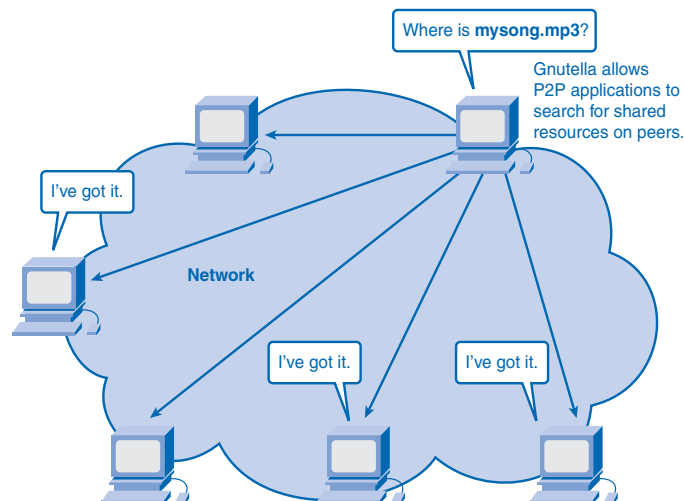 Where is mysong.mp3?
Gnutella allows
P2P applications to
search for shared
resources on peers.
I've got it.
Network
I've got it.
I've got it.